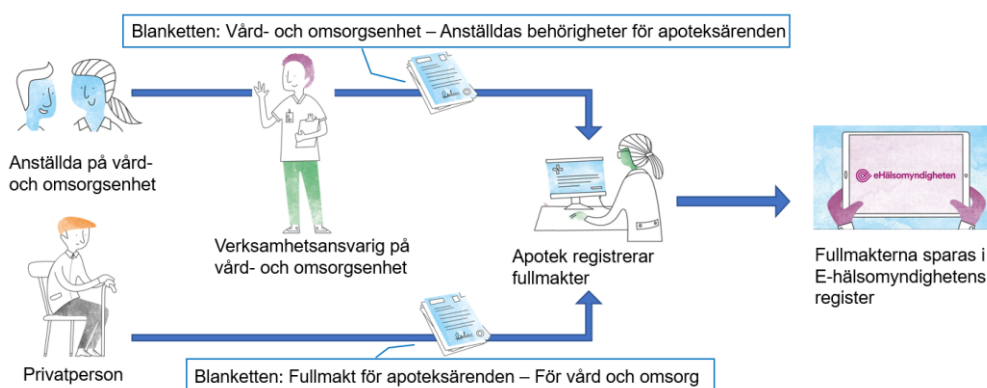 Blanketten: Vård- och omsorgsenhet – Anställdas behörigheter för apoteksärenden
Anställda på vård-
och omsorgsenhet
Verksamhetsansvarig på
vård- och omsorgsenhet
Apotek registrerar
fullmakter
eHälsomyndigheten
Fullmakterna sparas i
E-hälsomyndighetens
register
Privatperson
Blanketten: Fullmakt för apoteksärenden – För vård och omsorg